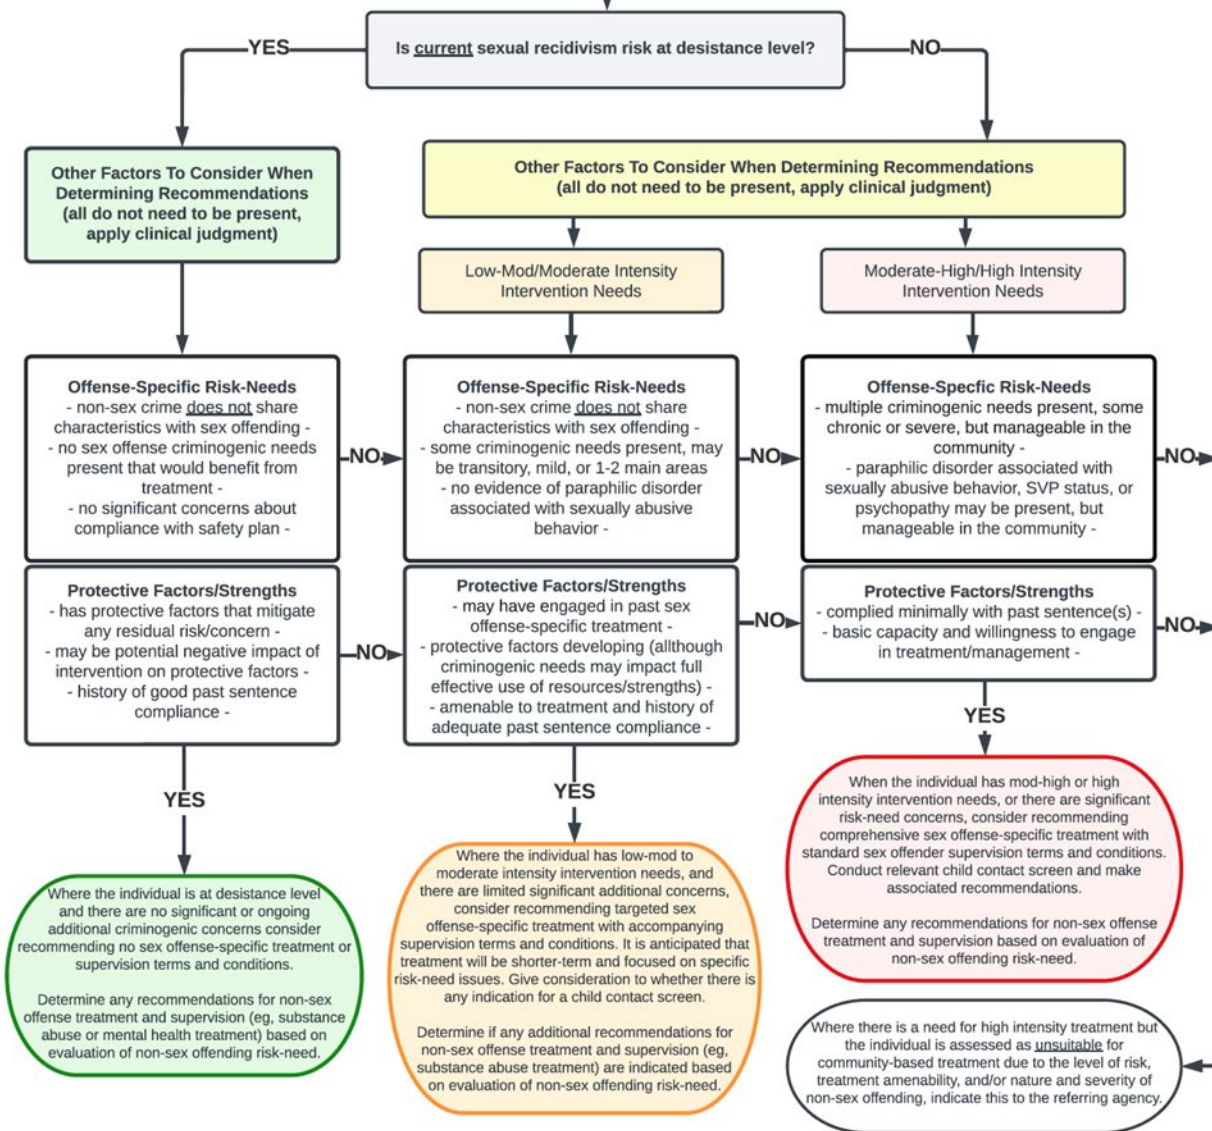 Is current sexual recidivism risk at desistance level?
YES
NO
Other Factors To Consider When
Determining Recommendations
(all do not need to be present,
apply clinical judgment)
Other Factors To Consider When Determining Recommendations
(all do not need to be present, apply clinical judgment)
Low-Mod/Moderate Intensity
Intervention Needs
Moderate-High/High Intensity
Intervention Needs
Offense-Specific Risk-Needs
- non-sex crime does not share
characteristics with sex offending -
- no sex offense criminogenic needs
present that would benefit from
treatment -
- no significant concerns about
compliance with safety plan -
NO
Offense-Specific Risk-Needs
- non-sex crime does not share
characteristics with sex offending -
- some criminogenic needs present, may
be transitory, mild, or 1-2 main areas
- no evidence of paraphilic disorder
associated with sexually abusive
behavior -
NO
Offense-Specfic Risk-Needs
- multiple criminogenic needs present, some
chronic or severe, but manageable in the
community -
- paraphilic disorder associated with
sexually abusive behavior, SVP status, or
psychopathy may be present, but
manageable in the community -
NO
Protective Factors/Strengths
- has protective factors that mitigate
any residual risk/concern -
- may be potential negative impact of
intervention on protective factors -
- history of good past sentence
compliance -
NO
Protective Factors/Strengths
- may have engaged in past sex
offense-specific treatment -
- protective factors developing (allthough
criminogenic needs may impact full
effective use of resources/strengths) -
- amenable to treatment and history of
adequate past sentence compliance -
NO
Protective Factors/Strengths
- complied minimally with past sentence(s) -
- basic capacity and willingness to engage
in treatment/management -
NO
YES
Where the individual is at desistance level
and there are no significant or ongoing
additional criminogenic concerns consider
recommending no sex offense-specific treatment or
supervision terms and conditions.
Determine any recommendations for non-sex
offense treatment and supervision (eg, substance
abuse or mental health treatment) based on
evaluation of non-sex offending risk-need.
YES
Where the individual has low-mod to
moderate intensity intervention needs, and
there are limited significant additional concerns,
consider recommending targeted sex
offense-specific treatment with accompanying
supervision terms and conditions. It is anticipated that
treatment will be shorter-term and focused on specific
risk-need issues. Give consideration to whether there is
any indication for a child contact screen.
Determine if any additional recommendations for
non-sex offense treatment and supervision (eg,
substance abuse treatment) are indicated based
on evaluation of non-sex offending risk-need.
YES
When the individual has mod-high or high
intensity intervention needs, or there are significant
risk-need concerns, consider recommending
comprehensive sex offense-specific treatment with
standard sex offender supervision terms and conditions.
Conduct relevant child contact screen and make
associated recommendations.
Determine any recommendations for non-sex offense
treatment and supervision based on evaluation of
non-sex offending risk-need.
Where there is a need for high intensity treatment but
the individual is assessed as unsuitable for
community-based treatment due to the level of risk,
treatment amenability, and/or nature and severity of
non-sex offending, indicate this to the referring agency.